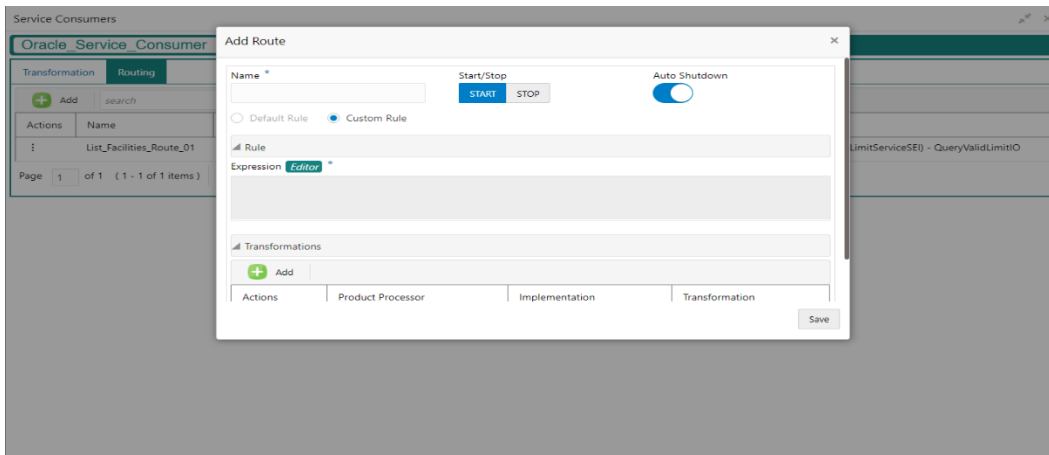 Service Consumers
Oracle_Service_Consumer
Add Route
Transformation Routing
Name * Start/Stop Auto Shutdown
START STOP
Add search
Default Rule Custom Rule
Actions Name
Rule
List_Facilities_Route_01
LimitServiceSEI) - QueryValidLimitIO
Expression Editor *
Page 1 of 1 ( 1 - 1 of 1 items )
Transformations
Add
Actions Product Processor Implementation Transformation
Save